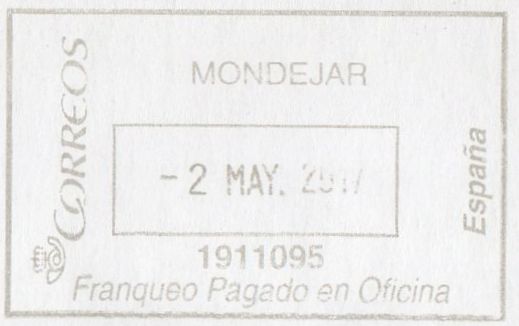 CORREOS
MONDEJAR
- 2 MAY. 2017
1911095
Franqueo Pagado en Oficina
España